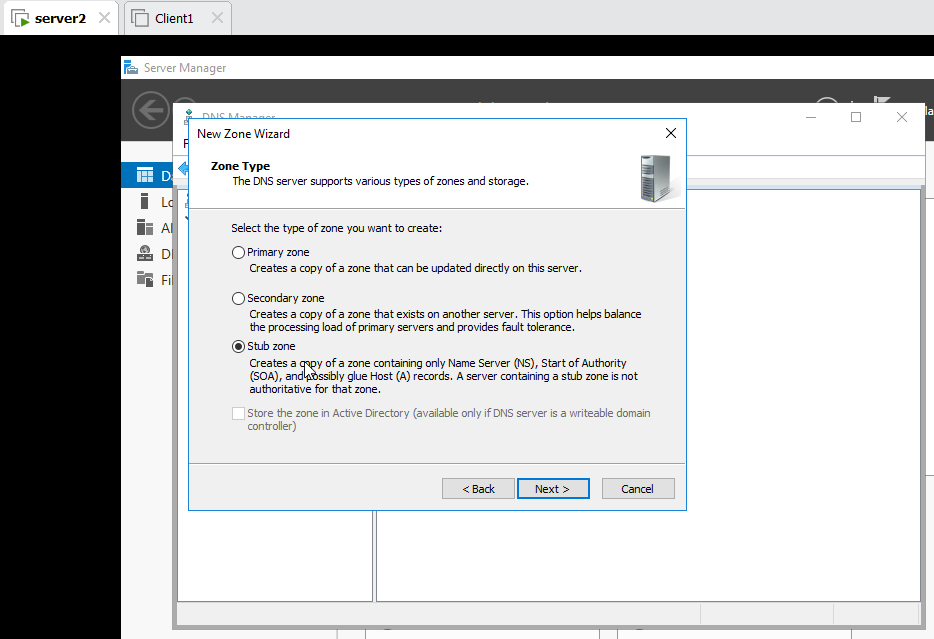 server2
Client1
Server Manager
DNS Manager
New Zone Wizard
Zone Type
The DNS server supports various types of zones and storage.
Select the type of zone you want to create:
Primary zone
Creates a copy of a zone that can be updated directly on this server.
Secondary zone
Creates a copy of a zone that exists on another server. This option helps balance
the processing load of primary servers and provides fault tolerance.
Stub zone
Creates a copy of a zone containing only Name Server (NS), Start of Authority
(SOA), and possibly glue Host (A) records. A server containing a stub zone is not
authoritative for that zone.
Store the zone in Active Directory (available only if DNS server is a writeable domain
controller)
< Back
Next >
Cancel